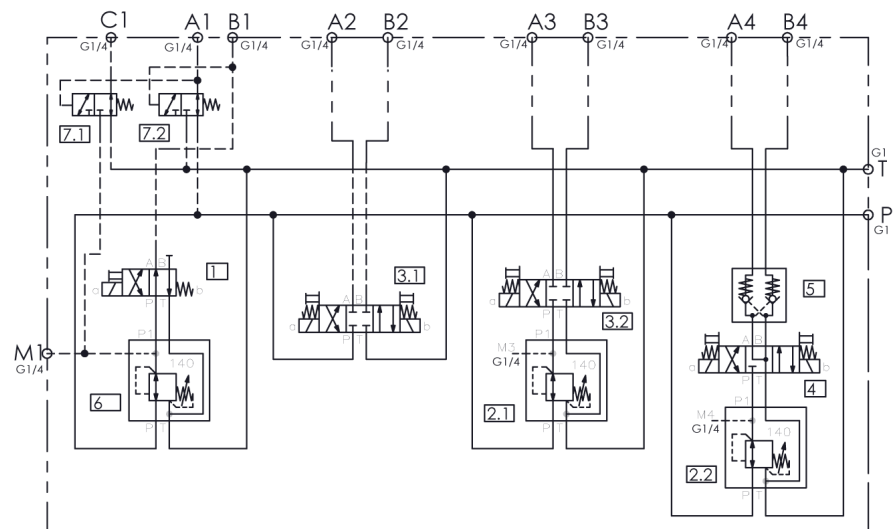 C1 A1 B1 A2 B2 A3 B3 A4 B4
G1/4 G1/4 G1/4 G1/4 G1/4 G1/4 G1/4 G1/4 G1/4
7.1 7.2
G1
T
P
G1
A B 1
a b
P T
A B 3.1
a b
P T
A B
a b
3.2
P T
5
A B
a b
4
P T
M1
G1/4
P1
140
6
P T
M3
G1/4
P1
140
2.1
P T
M4
G1/4
P1
140
2.2
P T